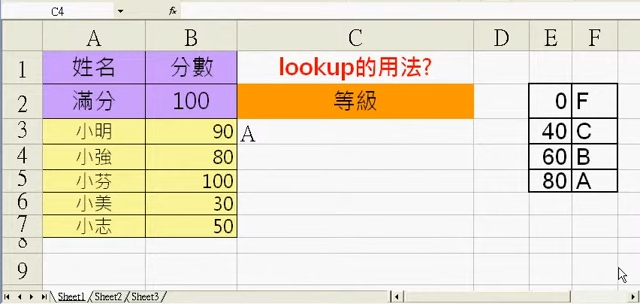 C4 fx
A B C D E F
1 姓名 分數 lookup的用法?
2 滿分 100 等級 0 F
3 小明 90 A 40 C
4 小強 80 60 B
5 小芬 100 80 A
6 小美 30
7 小志 50
8
9
Sheet1 Sheet2 Sheet3